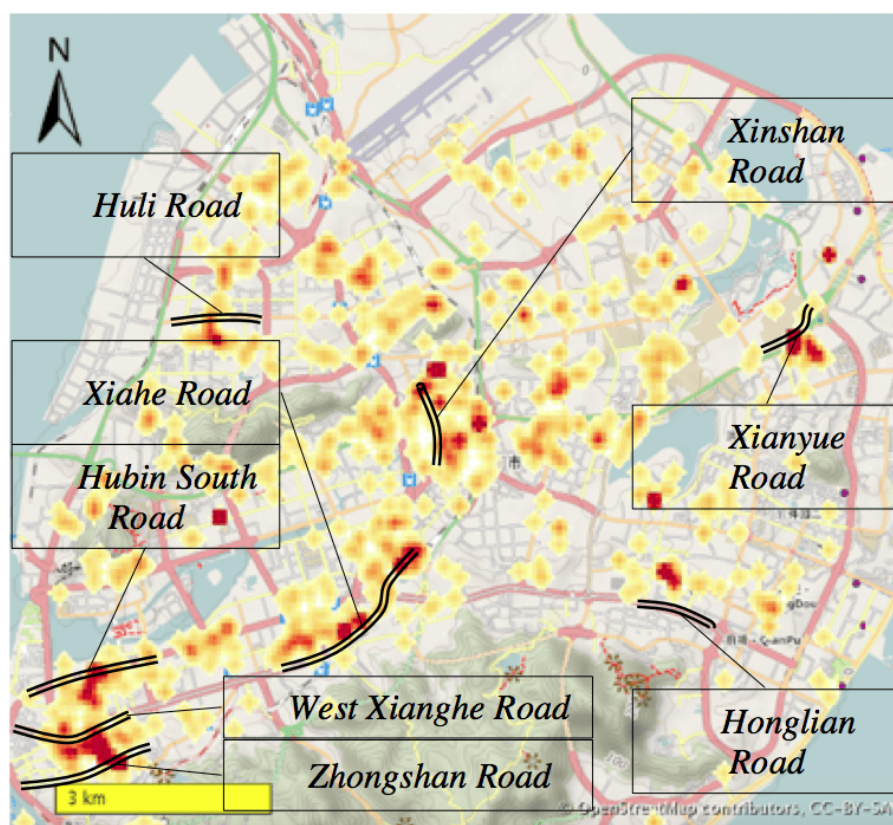 N
Xinshan
Road
Huli Road
Xiahe Road
Hubin South
Road
Xianyue
Road
市
West Xianghe Road
Zhongshan Road
Honglian
Road
3 km
© OpenStreetMap contributors, CC-BY-SA